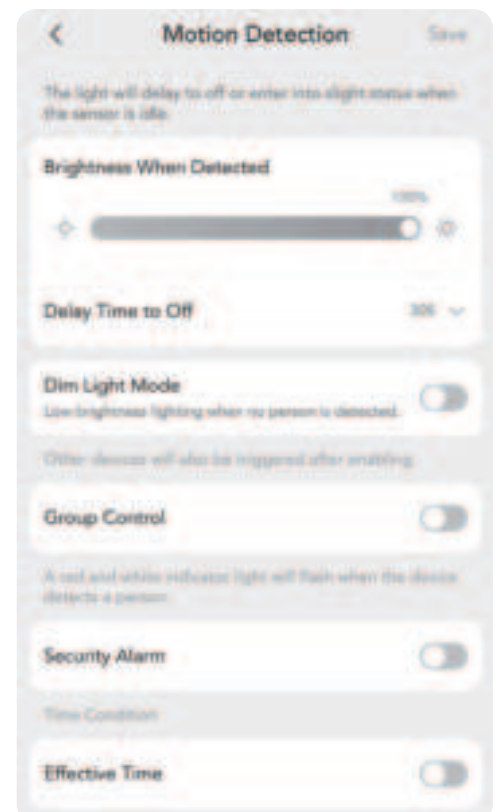 Motion Detection
Save
The light will delay to off or enter into slight status when
the sensor is idle.
Brightness When Detected
100%
Delay Time to Off
30S
Dim Light Mode
Low-brightness lighting when no person is detected.
Other devices will also be triggered after enabling.
Group Control
A red and white indicator light will flash when the device
detects a person.
Security Alarm
Time Condition
Effective Time